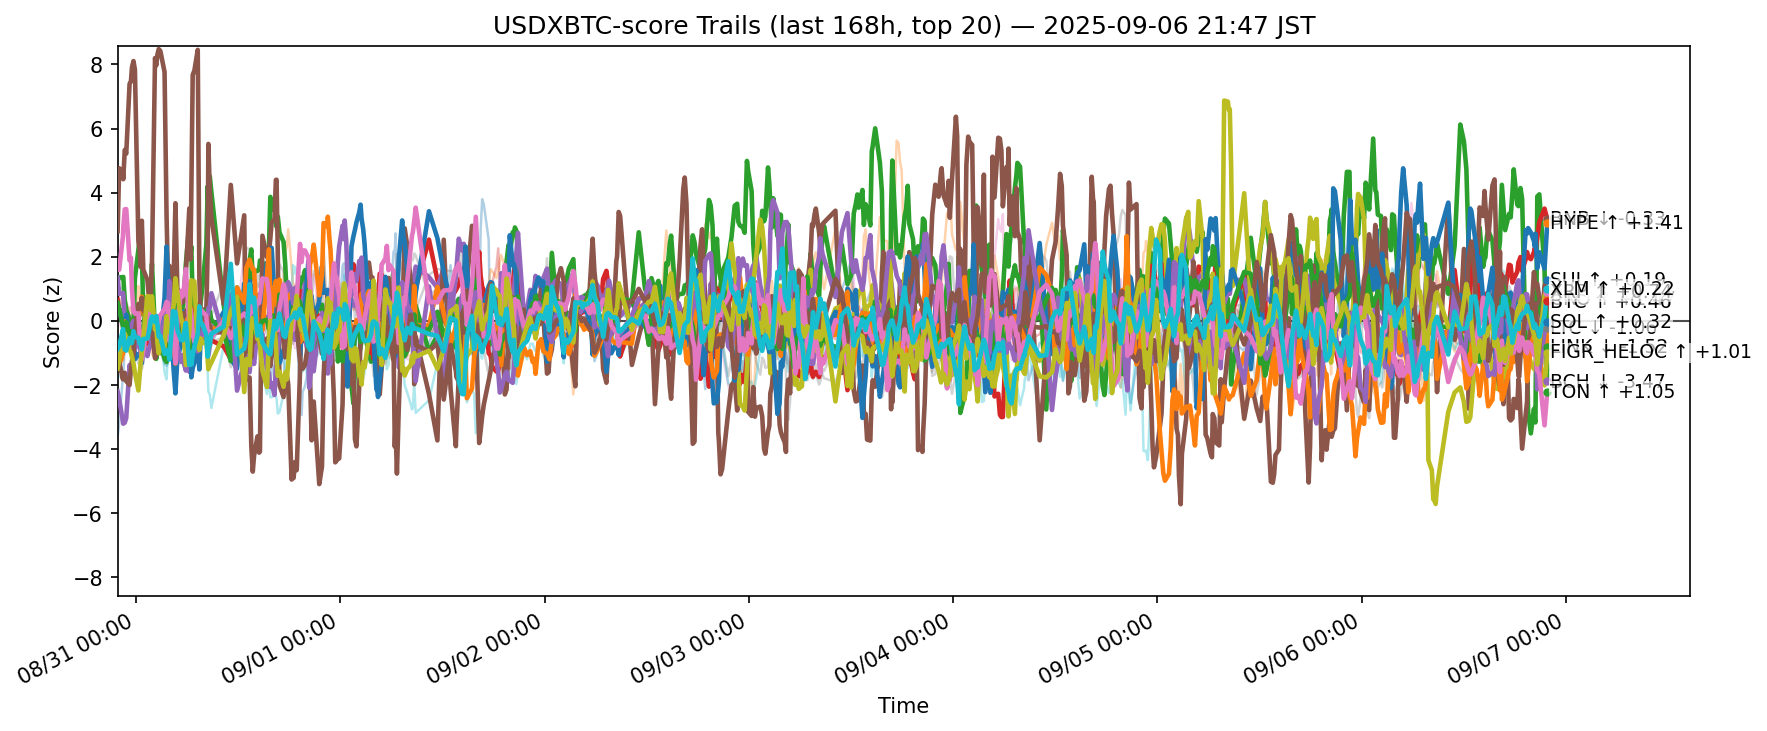 USDXBTC-score Trails (last 168h, top 20) — 2025-09-06 21:47 JST
Score (z)
8
6
4
2
0
−2
−4
−6
−8
HYPE ↑ +1.41
SUI ↑ +0.19
XLM ↑ +0.22
BTC ↑ +0.46
SOL ↑ +0.32
FIGR_HELOC ↑ +1.01
BCH ↓ -3.47
TON ↑ +1.05
08/31 00:00
09/01 00:00
09/02 00:00
09/03 00:00
09/04 00:00
09/05 00:00
09/06 00:00
09/07 00:00
Time